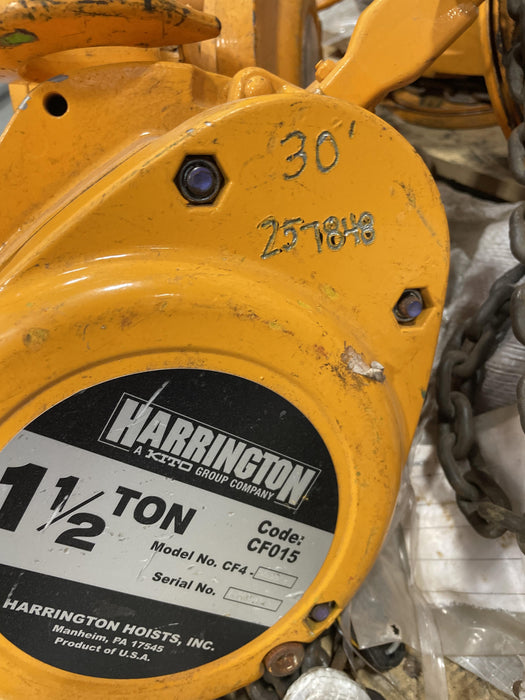 30'
257848
HARRINGTON
A KITO GROUP COMPANY
1 1/2 TON
Code:
CF015
Model No. CF4-
Serial No.
HARRINGTON HOISTS, INC.
Manheim, PA 17545
Product of U.S.A.